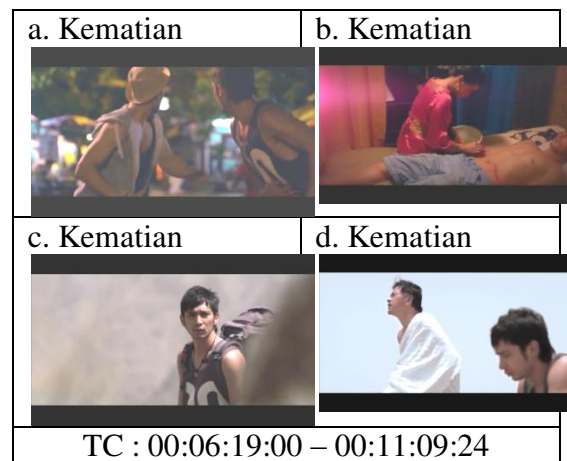 a. Kematian
b. Kematian
c. Kematian
d. Kematian
TC : 00:06:19:00 – 00:11:09:24